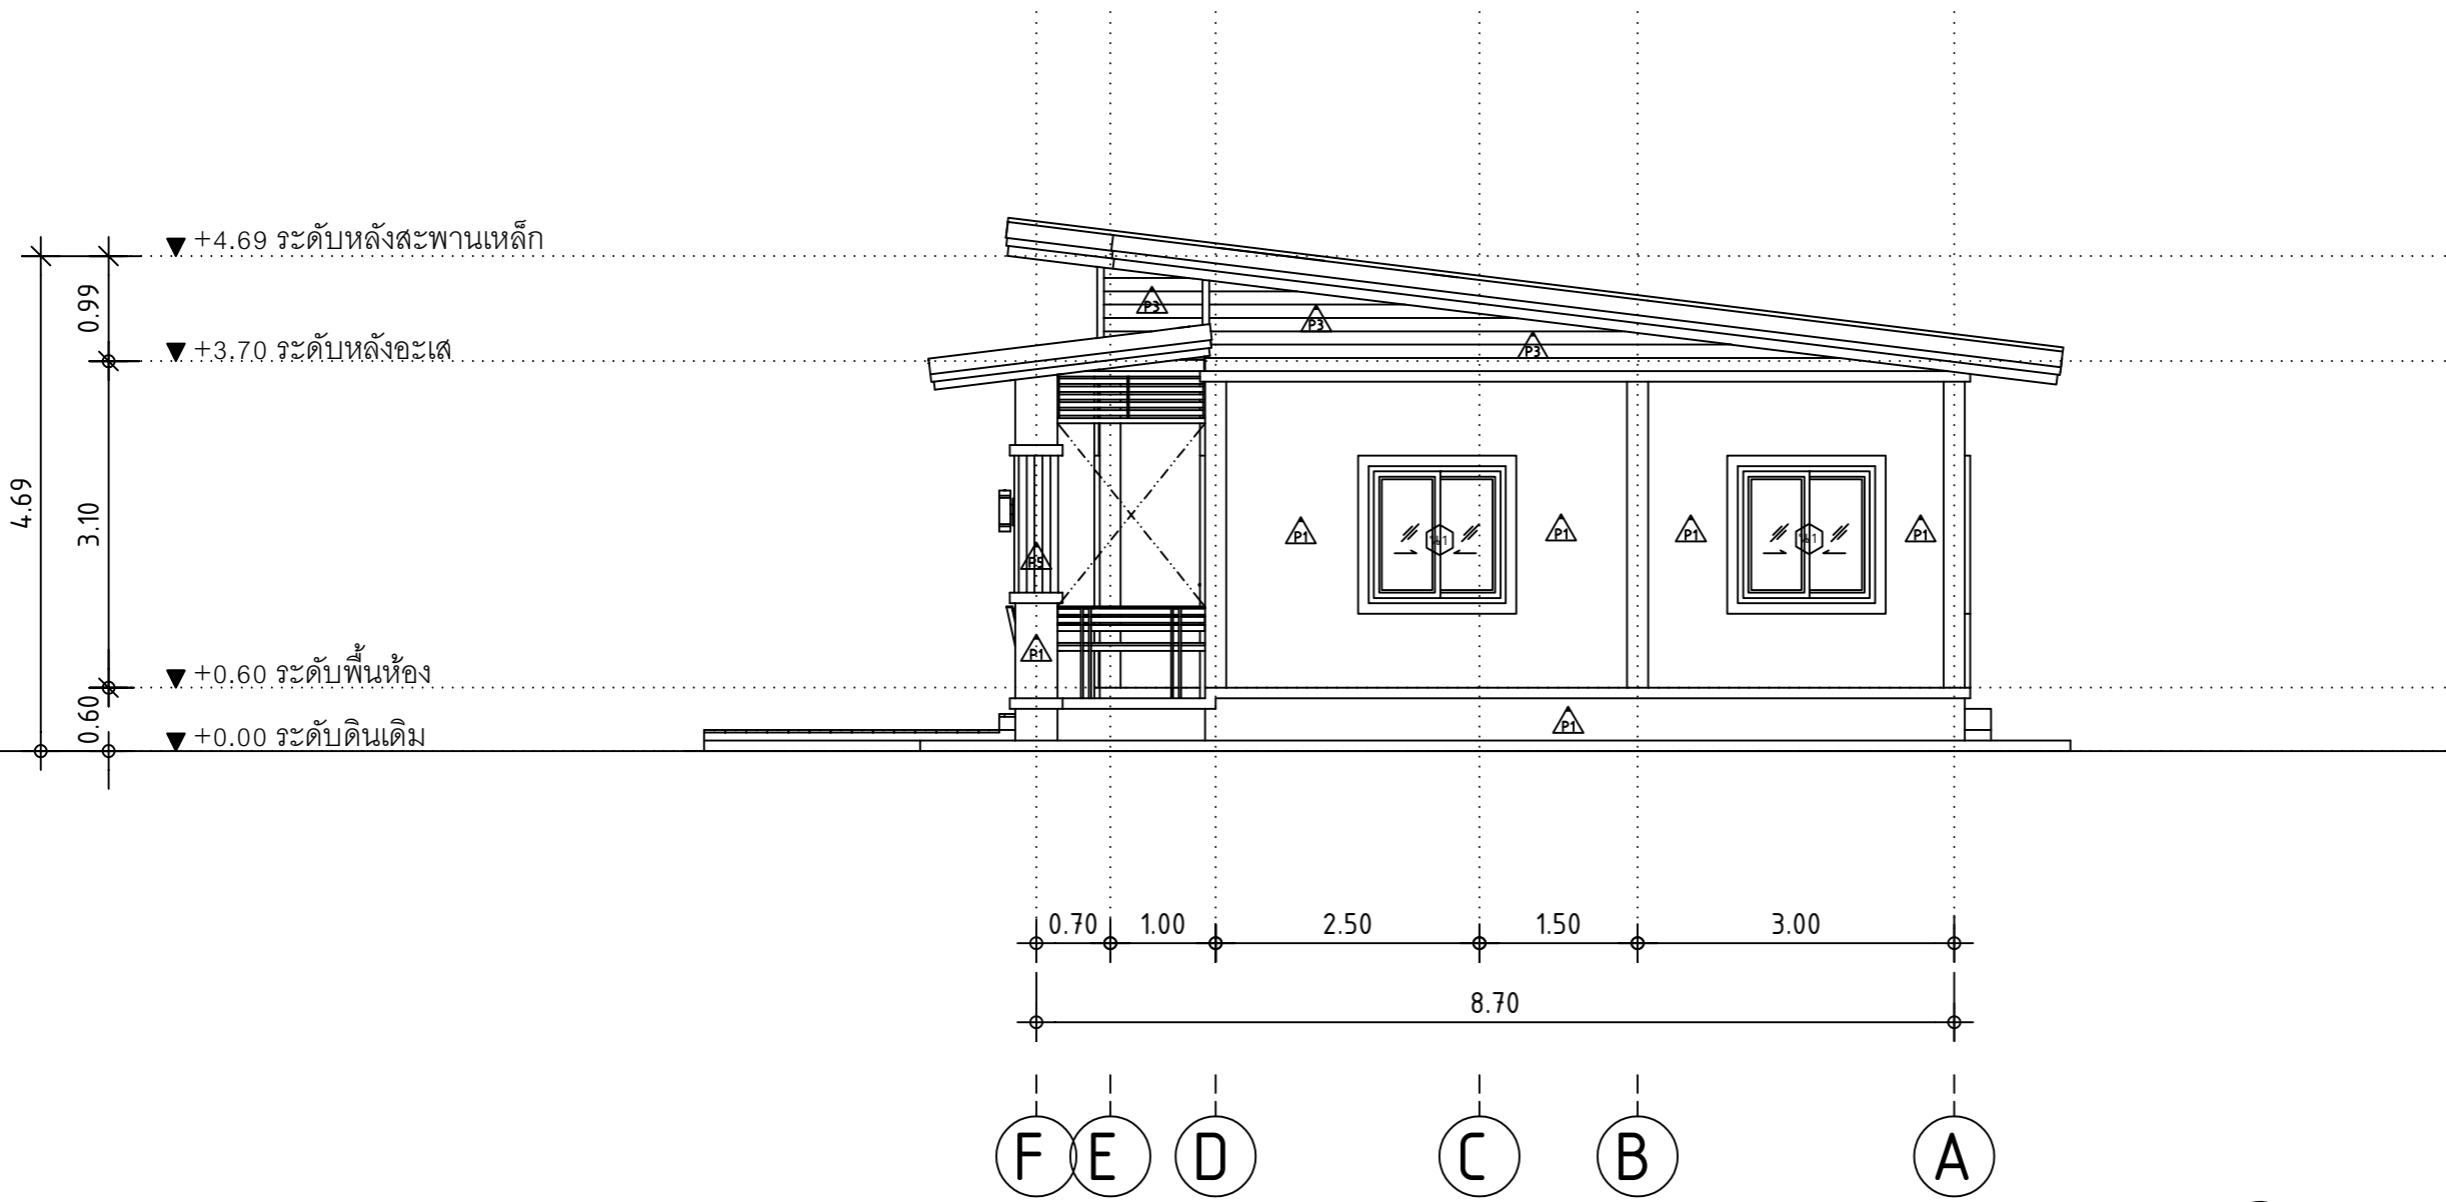 +4.69 ระดับหลังสะพานเหล็ก
0.99
P3
P3
+3.70 ระดับหลังอะเส
P3
4.69
3.10
P1
P1
P1
P1
P5
P1
+0.60 ระดับพื้นห้อง
0.60
P1
+0.00 ระดับดินเดิม
0.70 1.00 2.50 1.50 3.00
8.70
F E D C B A